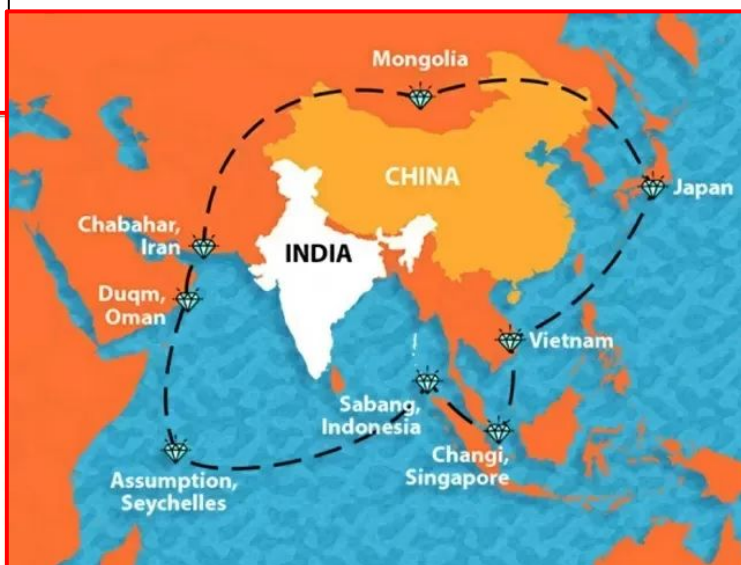 Mongolia
CHINA
Japan
Chabahar,
Iran
INDIA
Duqm,
Oman
Vietnam
Sabang,
Indonesia
Changi,
Singapore
Assumption,
Seychelles